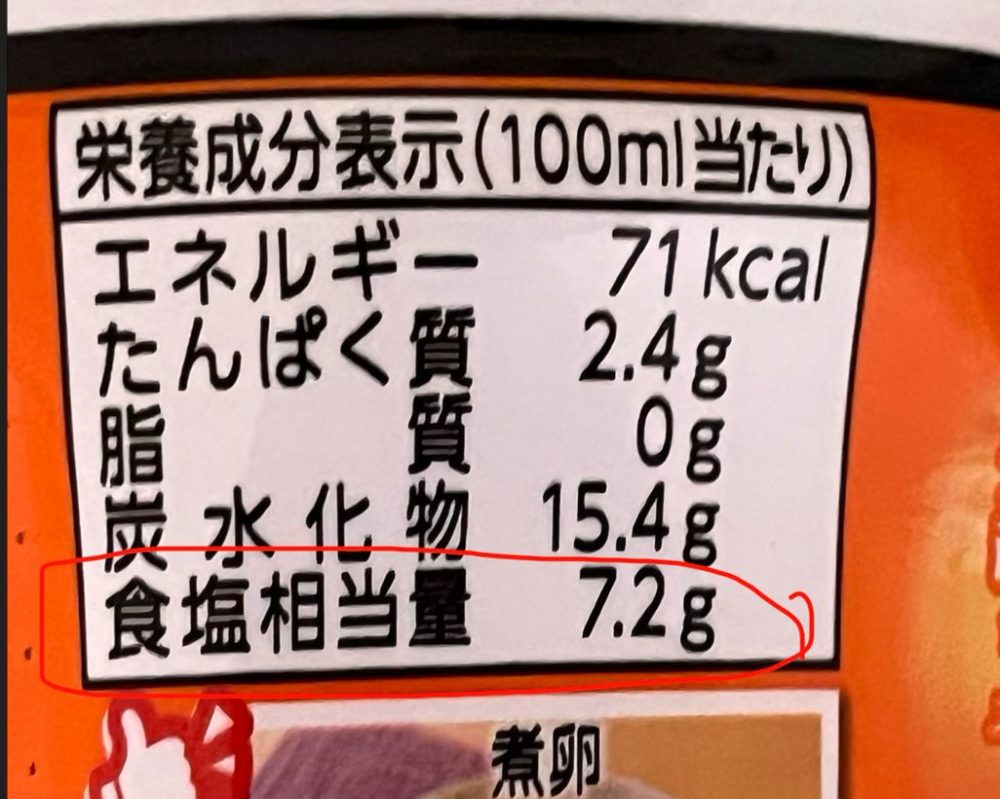 栄養成分表示(100ml当たり)
エネルギー 71kcal
たんぱく質 2.4g
脂質 0g
炭水化物 15.4g
食塩相当量 7.2g
煮卵